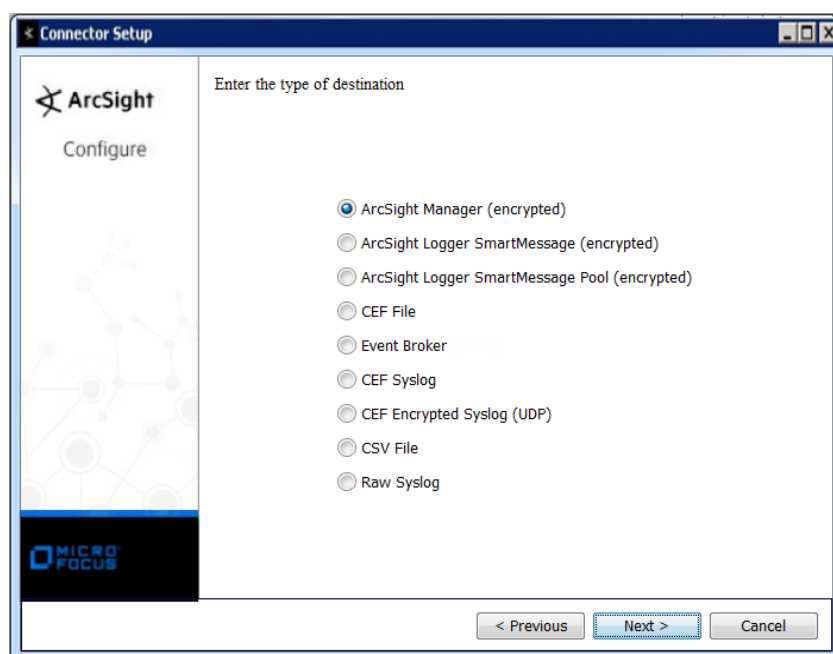 Connector Setup
ArcSight
Configure
Enter the type of destination
ArcSight Manager (encrypted)
ArcSight Logger SmartMessage (encrypted)
ArcSight Logger SmartMessage Pool (encrypted)
CEF File
Event Broker
CEF Syslog
CEF Encrypted Syslog (UDP)
CSV File
Raw Syslog
MICRO
FOCUS
< Previous
Next >
Cancel